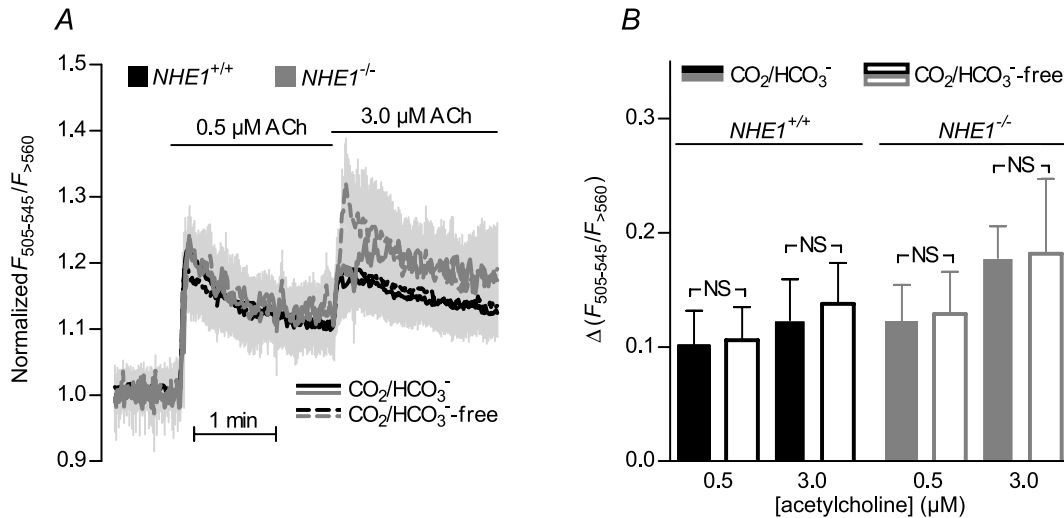 A
Normalized F505-545/F>560
1.5
1.4
1.3
1.2
1.1
1.0
0.9
NHE1+/+
NHE1-/-
0.5 µM ACh
3.0 µM ACh
CO2/HCO3-
CO2/HCO3--free
1 min
B
Δ (F505-545/F>560)
0.3
0.2
0.1
0.0
CO2/HCO3-
CO2/HCO3--free
NHE1+/+
NHE1-/-
NS
NS
NS
NS
0.5
3.0
0.5
3.0
[acetylcholine] (µM)